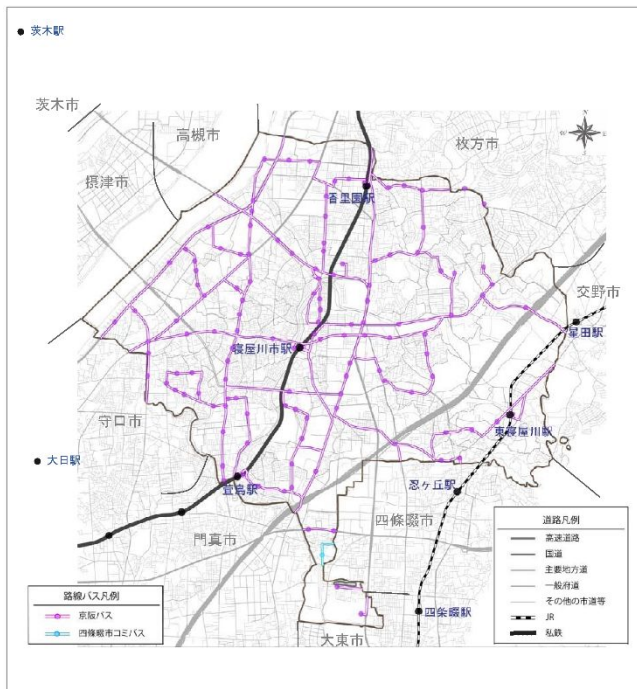 茨木駅
茨木市
高槻市
枚方市
摂津市
香里園駅
交野市
星田駅
寝屋川市駅
守口市
東寝屋川駅
大日駅
萱島駅
忍ヶ丘駅
門真市
四條畷市
道路凡例
高速道路
国道
主要地方道
一般府道
その他の市道等
JR
私鉄
路線バス凡例
京阪バス
四條畷市コミバス
四条畷駅
大東市